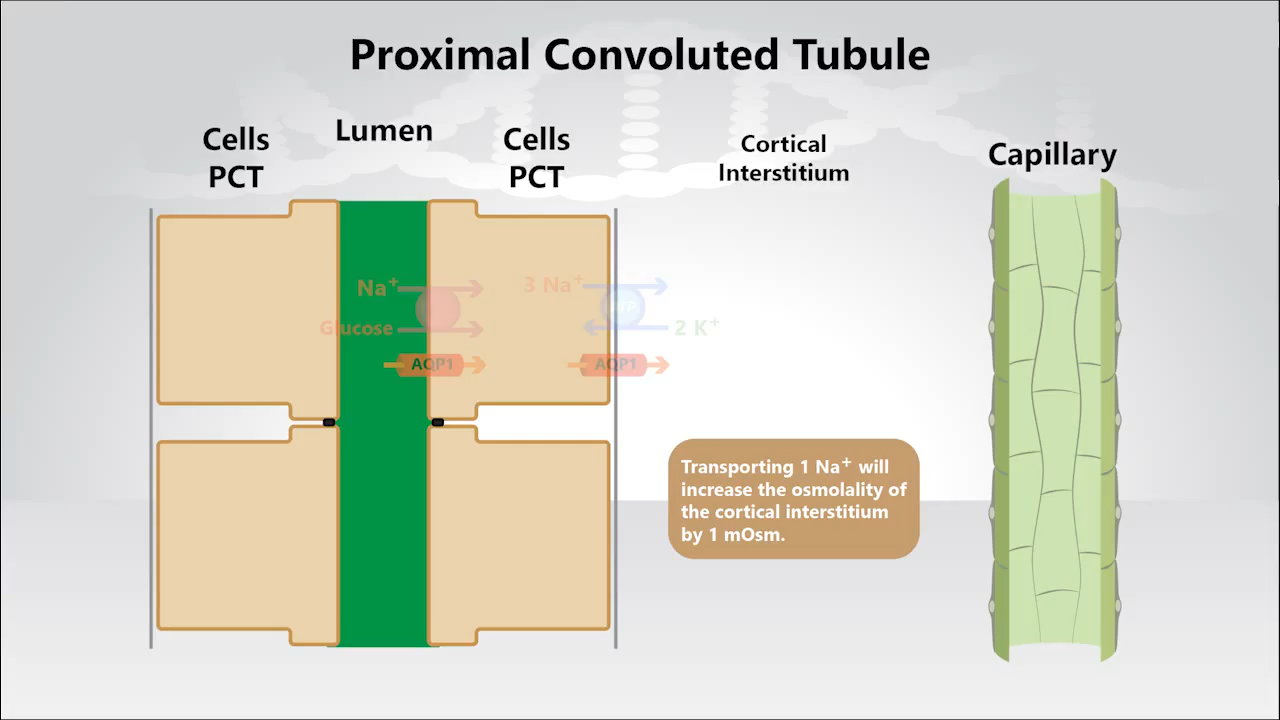 Proximal Convoluted Tubule
Cells
PCT
Lumen
Cells
PCT
Cortical
Interstitium
Capillary
Na⁺
Glucose
AQP1
3 Na⁺
ATP
2 K⁺
AQP1
Transporting 1 Na⁺ will
increase the osmolality of
the cortical interstitium
by 1 mOsm.